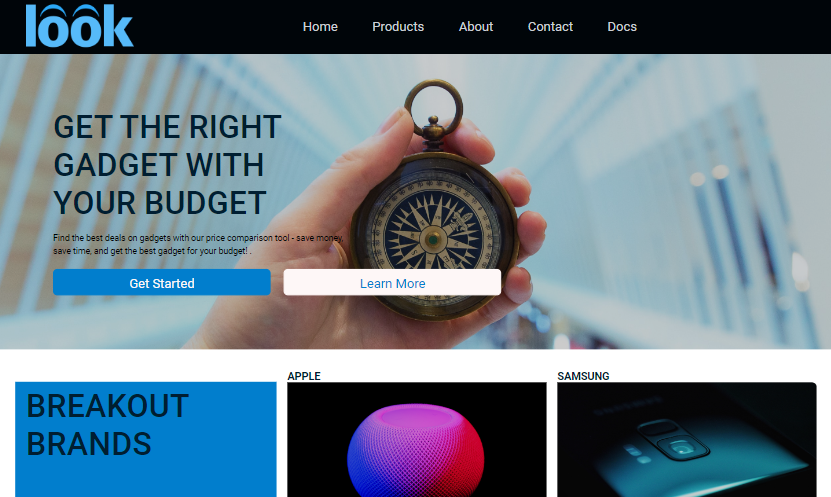 look
Home Products About Contact Docs
GET THE RIGHT
GADGET WITH
YOUR BUDGET
Find the best deals on gadgets with our price comparison tool - save money,
save time, and get the best gadget for your budget! .
Get Started Learn More
APPLE SAMSUNG
BREAKOUT
BRANDS